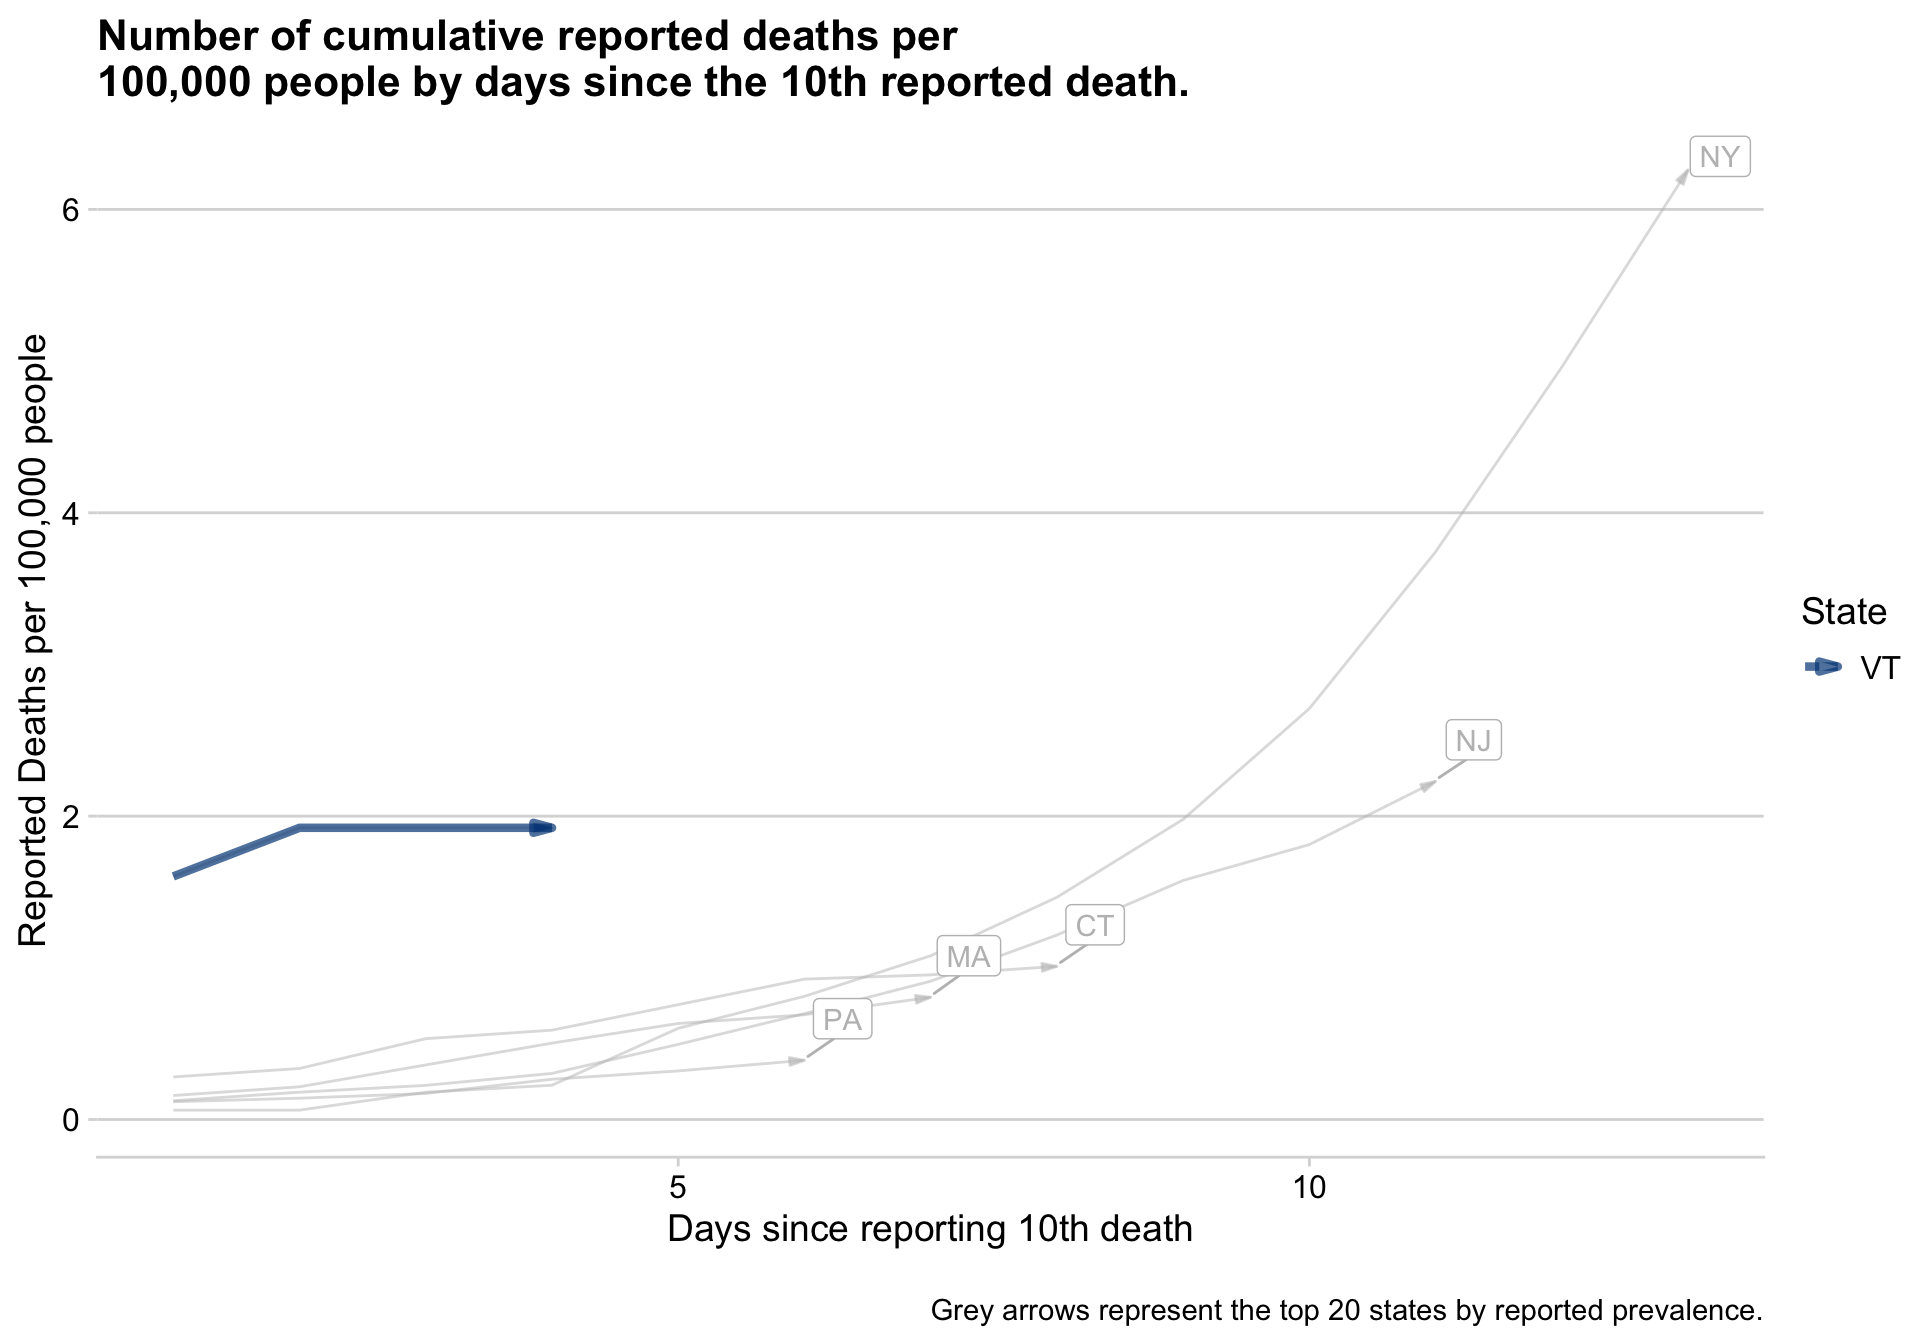 Number of cumulative reported deaths per
100,000 people by days since the 10th reported death.
Reported Deaths per 100,000 people
6
4
2
0
NY
NJ
CT
MA
PA
State
VT
5
10
Days since reporting 10th death
Grey arrows represent the top 20 states by reported prevalence.